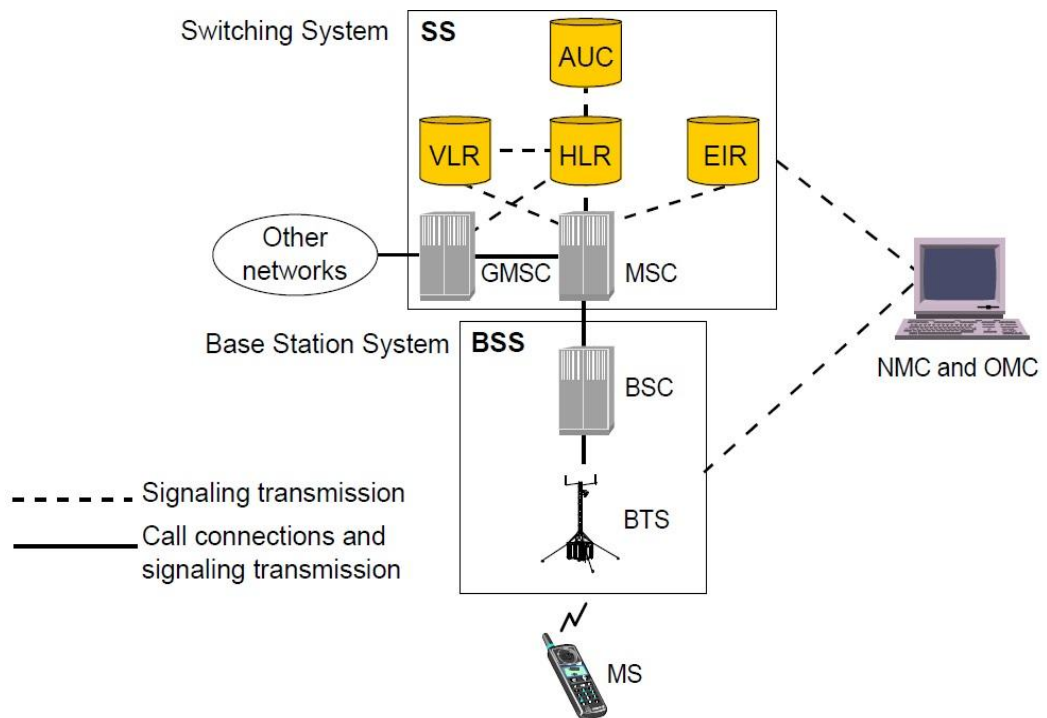 Switching System
SS
AUC
VLR
HLR
EIR
Other
networks
GMSC
MSC
Base Station System
BSS
BSC
NMC and OMC
Signaling transmission
BTS
Call connections and
signaling transmission
MS